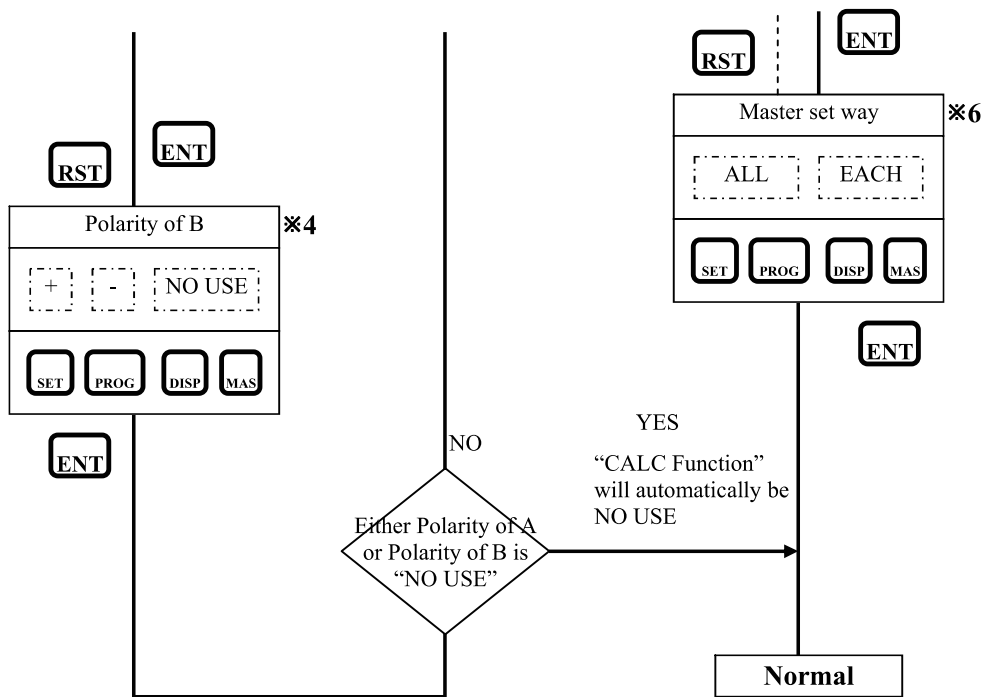 RST
ENT
Polarity of B
※4
+
-
NO USE
SET
PROG
DISP
MAS
ENT
NO
Either Polarity of A
or Polarity of B is
“NO USE”
YES
“CALC Function”
will automatically be
NO USE
RST
ENT
Master set way
※6
ALL
EACH
SET
PROG
DISP
MAS
ENT
Normal